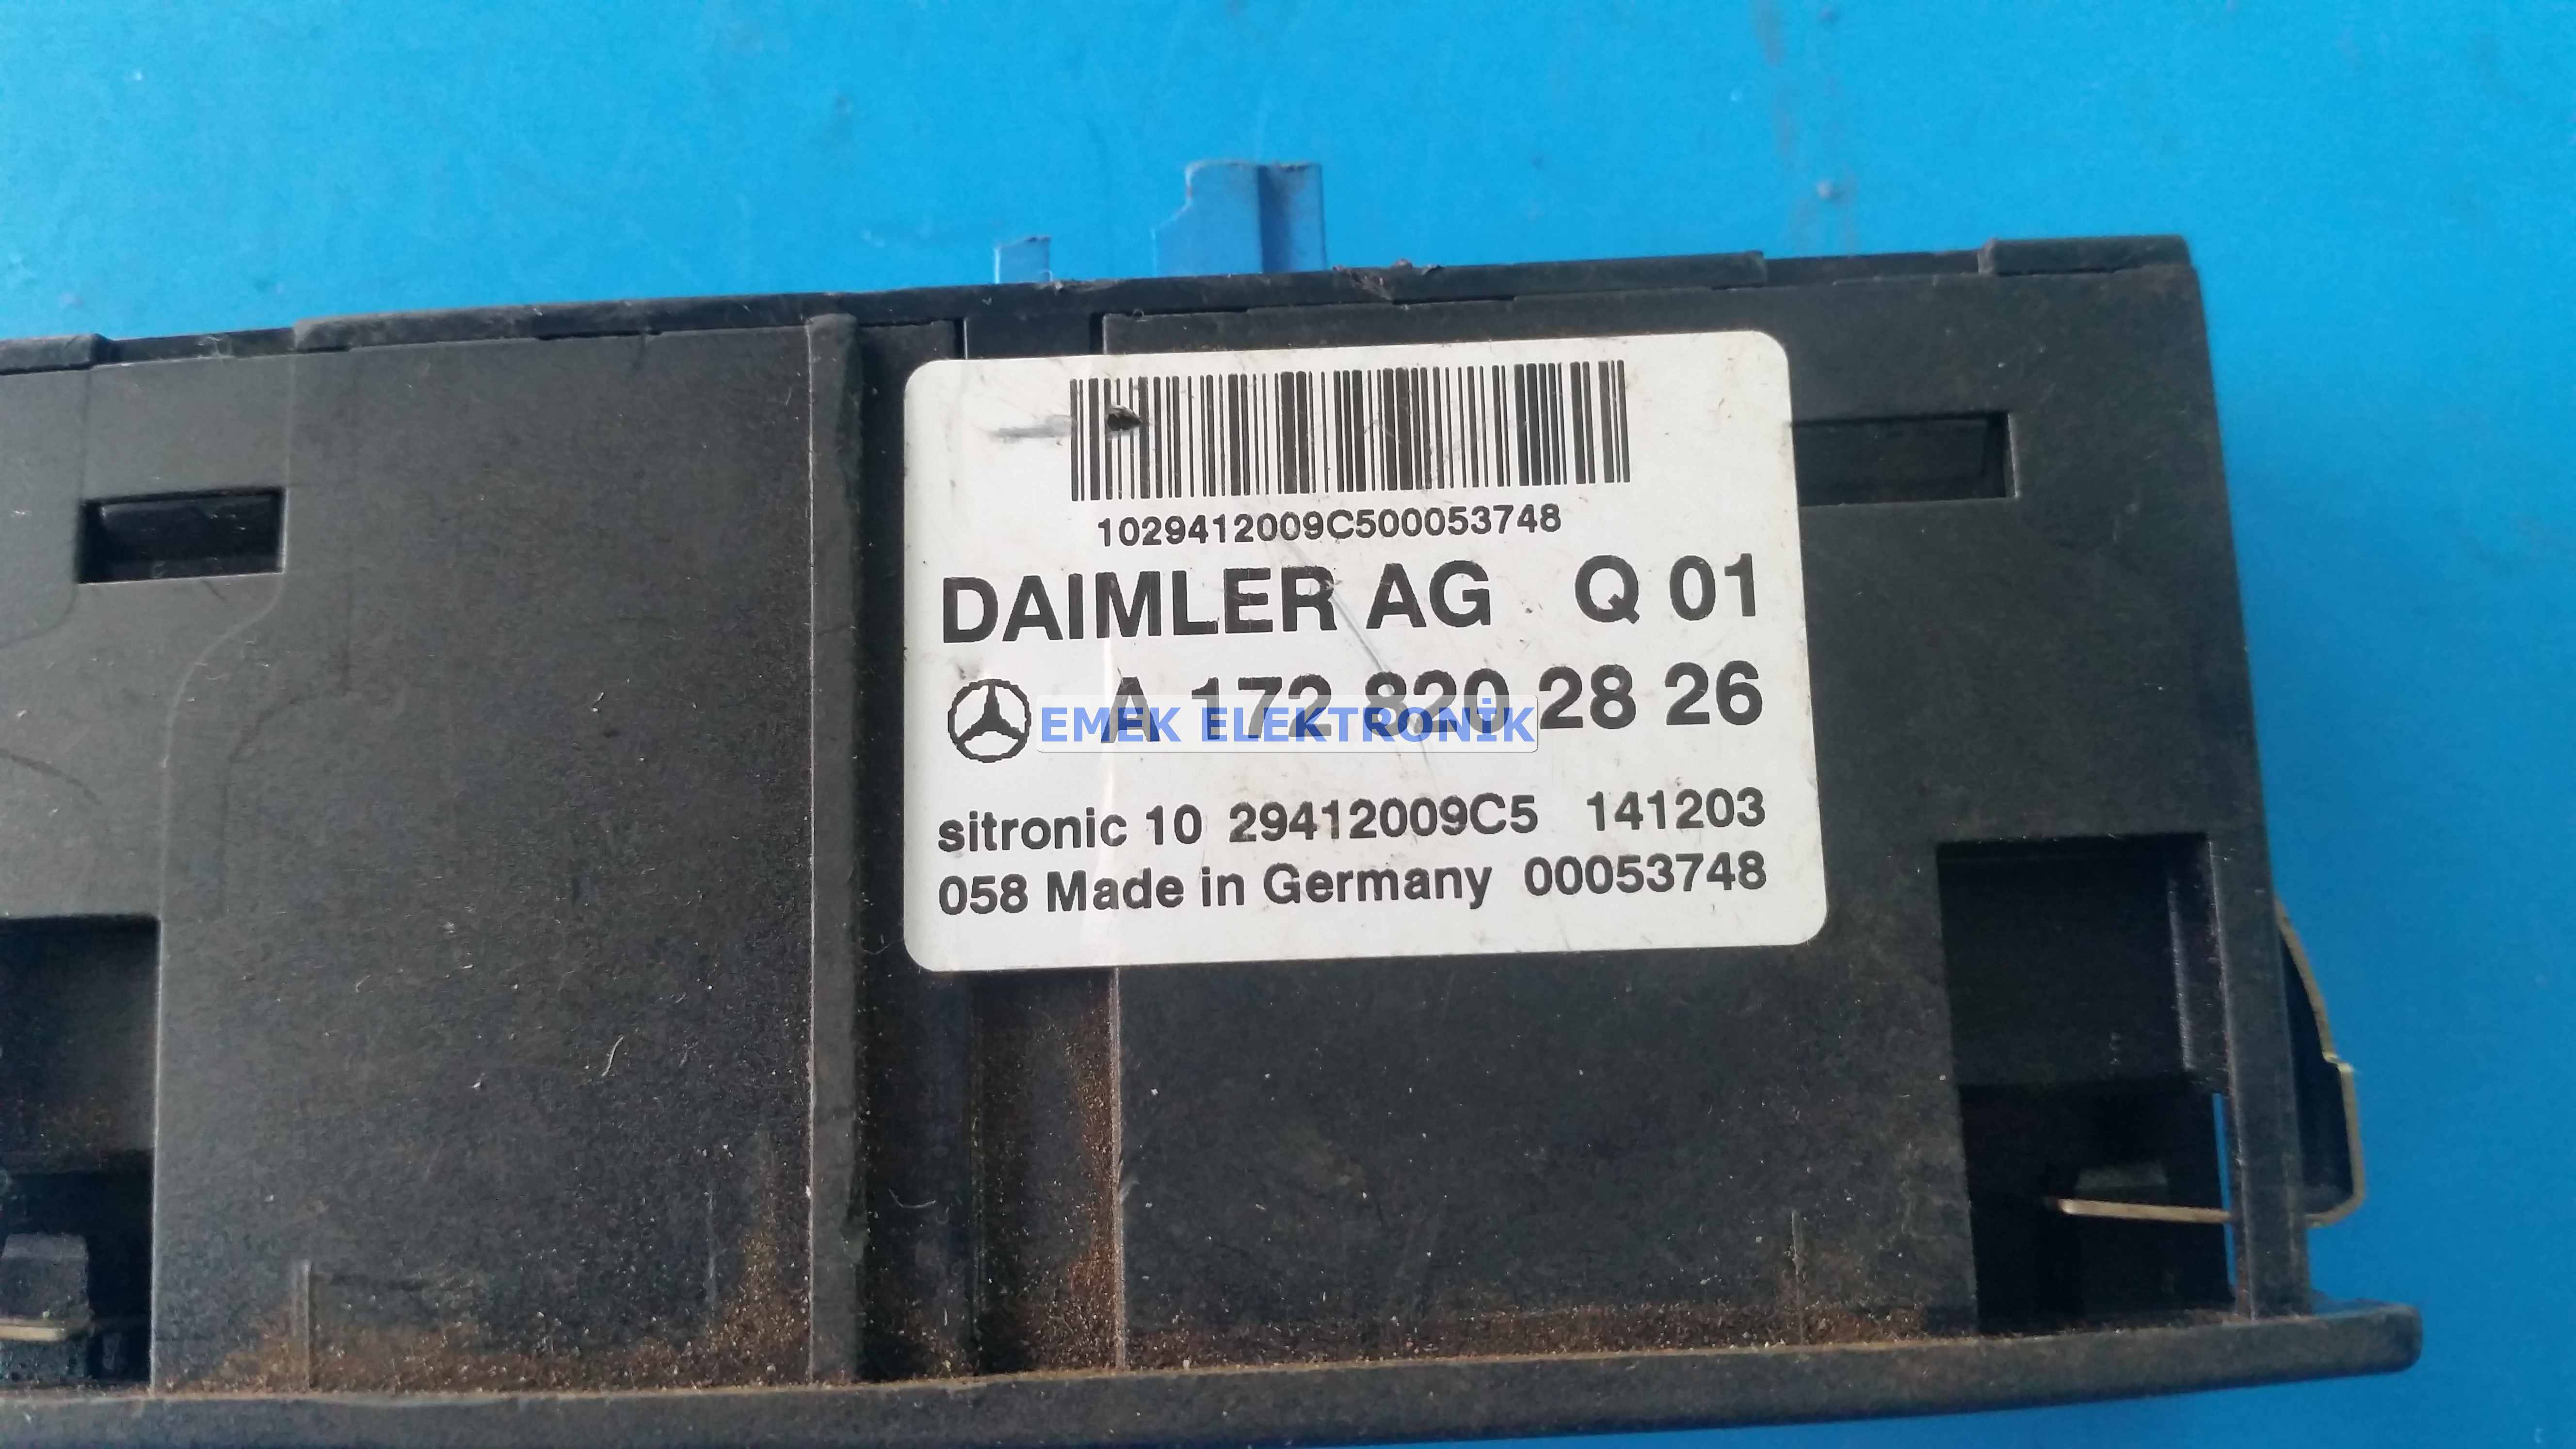 1029412009C500053748
DAIMLER AG Q 01
A 172 820 28 26
EMEK ELEKTRONİK
sitronic 10 29412009C5 141203
058 Made in Germany 00053748